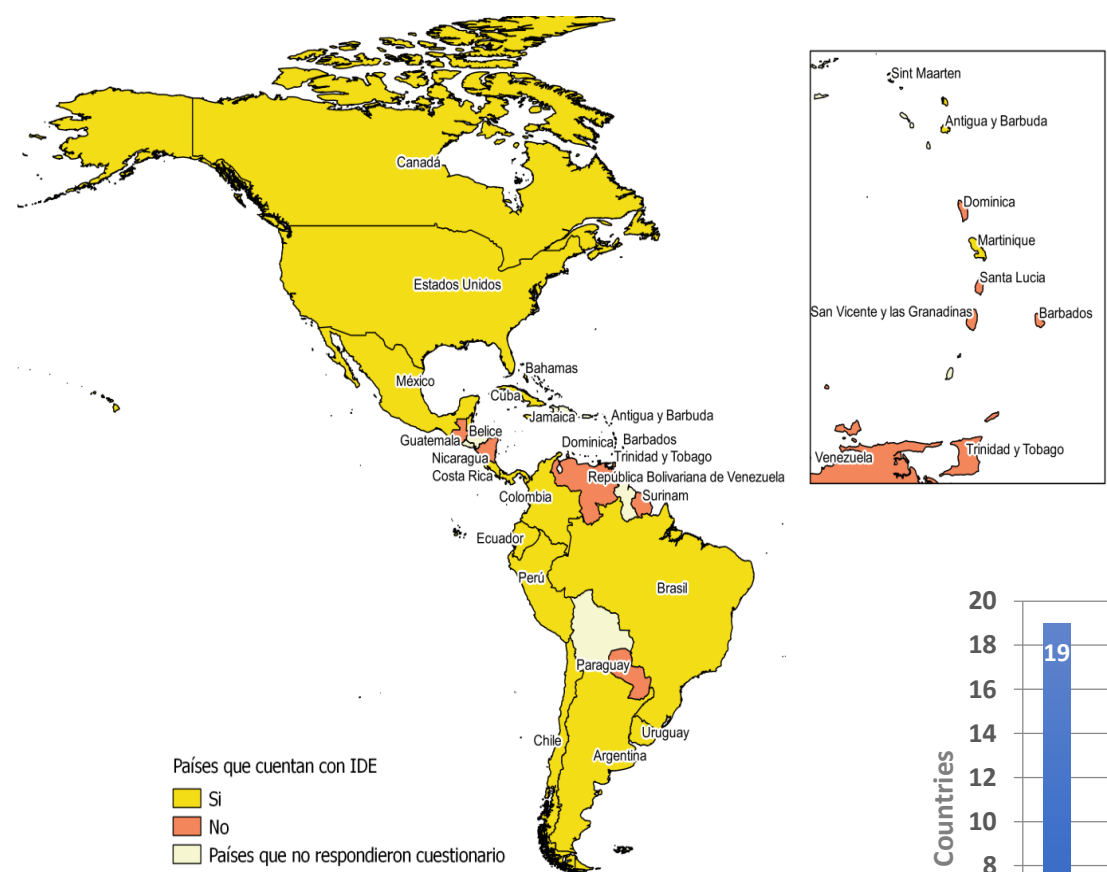 Canadá
Estados Unidos
México
Bahamas
Cuba
Jamaica
Antigua y Barbuda
Belice
Guatemala
Dominica
Barbados
Nicaragua
Trinidad y Tobago
Costa Rica
República Bolivariana de Venezuela
Colombia
Surinam
Ecuador
Perú
Brasil
Paraguay
Chile
Uruguay
Argentina
Países que cuentan con IDE
Si
No
Países que no respondieron cuestionario
Sint Maarten
Antigua y Barbuda
Dominica
Martinique
Santa Lucia
San Vicente y las Granadinas
Barbados
Venezuela
Trinidad y Tobago
20
18
19
16
14
12
10
8
Countries